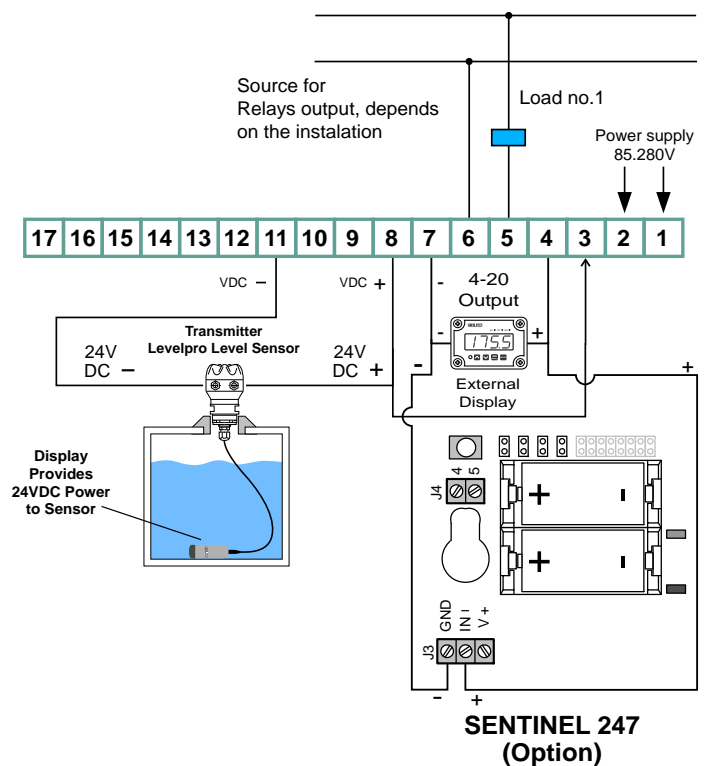 Source for
Relays output, depends
on the instalation
Load no.1
Power supply
85.280V
17 16 15 14 13 12 11 10 9 8 7 6 5 4 3 2 1
VDC −
VDC +
-
4-20
Output
Transmitter
Levelpro Level Sensor
24V
DC −
24V
DC +
-
-
175.5
+
+
External
Display
Display
Provides
24VDC Power
to Sensor
J4
4
5
+ -
+ -
J3
GND
IN –
V +
- +
SENTINEL 247
(Option)